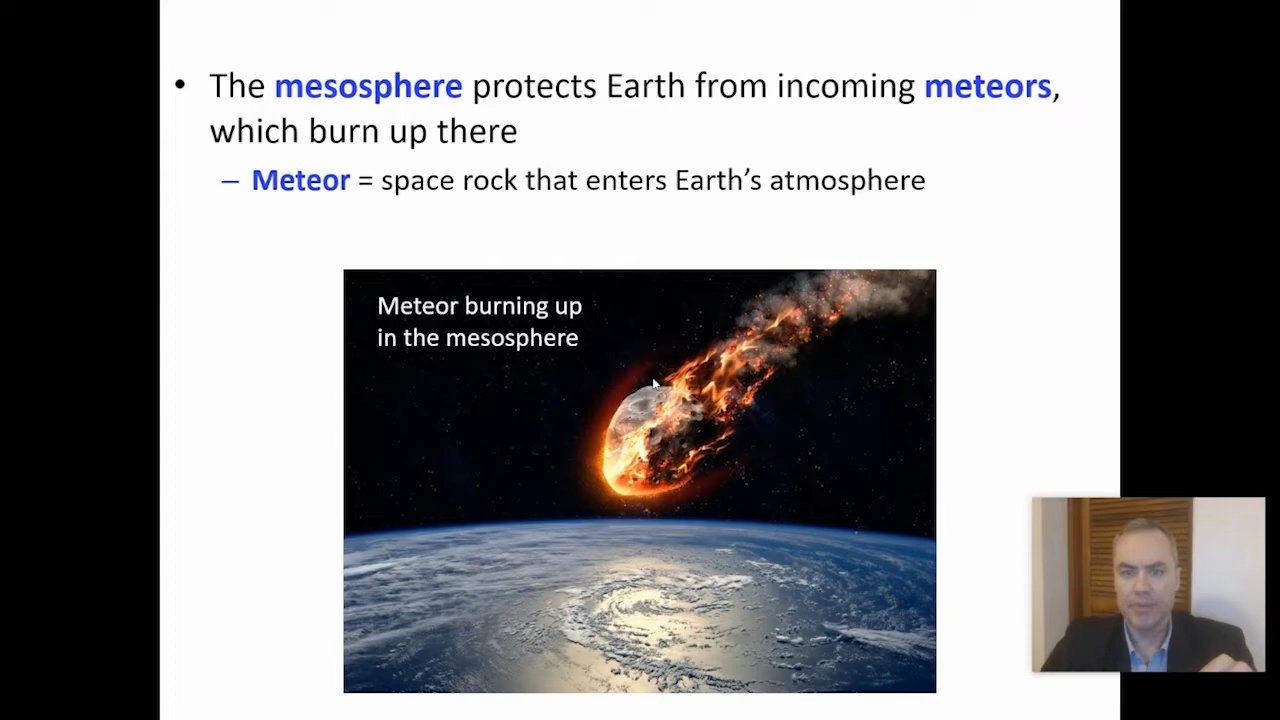 • The mesosphere protects Earth from incoming meteors,
which burn up there
– Meteor = space rock that enters Earth’s atmosphere
Meteor burning up
in the mesosphere